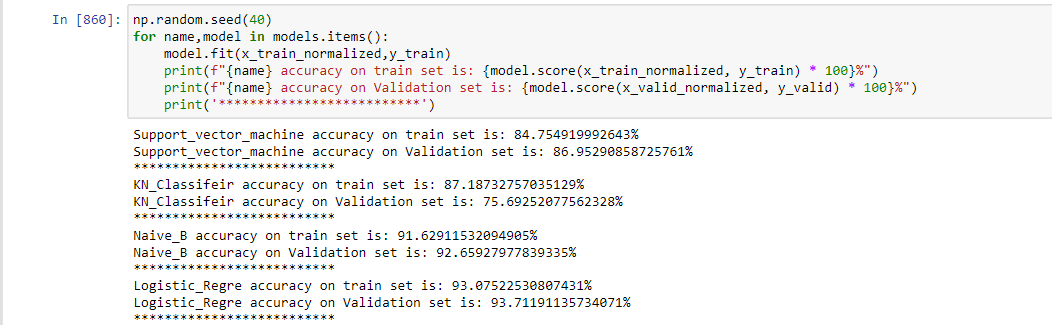 In [860]: np.random.seed(40)
for name,model in models.items():
    model.fit(x_train_normalized,y_train)
    print(f"{name} accuracy on train set is: {model.score(x_train_normalized, y_train) * 100}%")
    print(f"{name} accuracy on Validation set is: {model.score(x_valid_normalized, y_valid) * 100}%")
    print('**************************')
Support_vector_machine accuracy on train set is: 84.754919992643%
Support_vector_machine accuracy on Validation set is: 86.95290858725761%
**************************
KN_Classifeir accuracy on train set is: 87.18732757035129%
KN_Classifeir accuracy on Validation set is: 75.69252077562328%
**************************
Naive_B accuracy on train set is: 91.62911532094905%
Naive_B accuracy on Validation set is: 92.65927977839335%
**************************
Logistic_Regre accuracy on train set is: 93.07522530807431%
Logistic_Regre accuracy on Validation set is: 93.71191135734071%
**************************